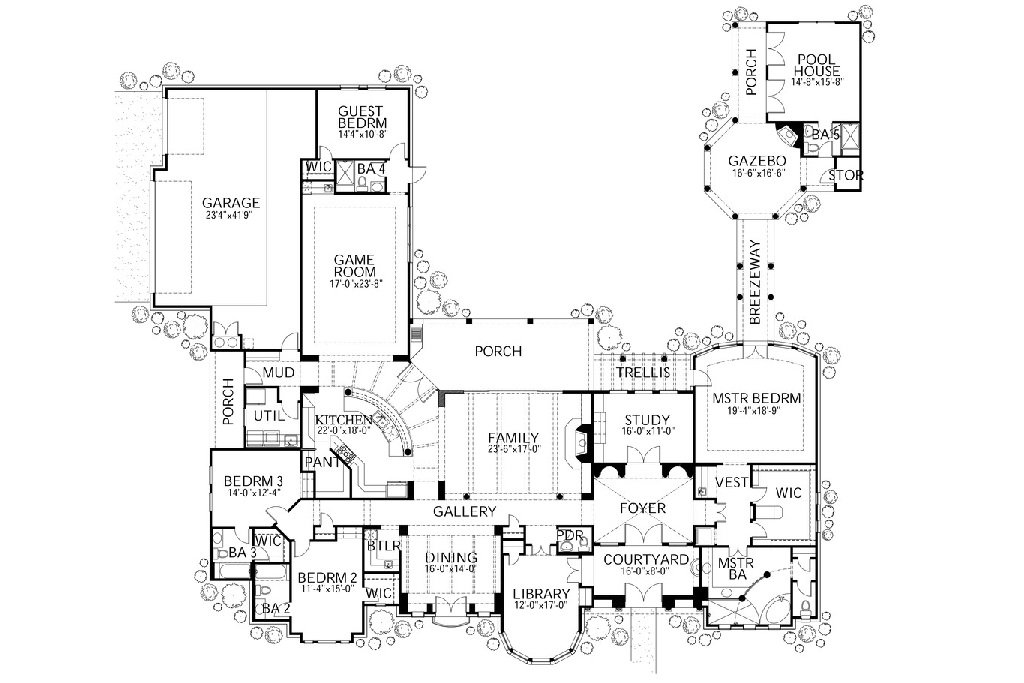 POOL
HOUSE
14'-6"x15'-8"
PORCH
BA 5
GAZEBO
16'-6"x16'-6"
STOR
BREEZEWAY
GUEST
BEDRM
14'4"x10'-8"
WIC
BA 4
GARAGE
23'4"x41'9"
GAME
ROOM
17'-0"x23'-8"
PORCH
TRELLIS
MUD
PORCH
UTIL
KITCHEN
22'-0"x18'-0"
PANT
FAMILY
23'-6"x17'-0"
STUDY
16'-0"x11'-0"
MSTR BEDRM
19'-4"x18'-9"
BEDRM 3
14'-0"x12'-4"
GALLERY
FOYER
VEST
WIC
BA 3
WIC
BTLR
DINING
16'-0"x14'-0"
PDR
COURTYARD
16'-0"x8'-0"
MSTR
BA
BEDRM 2
11'-4"x15'-0"
BA 2
WIC
LIBRARY
12'-0"x17'-0"